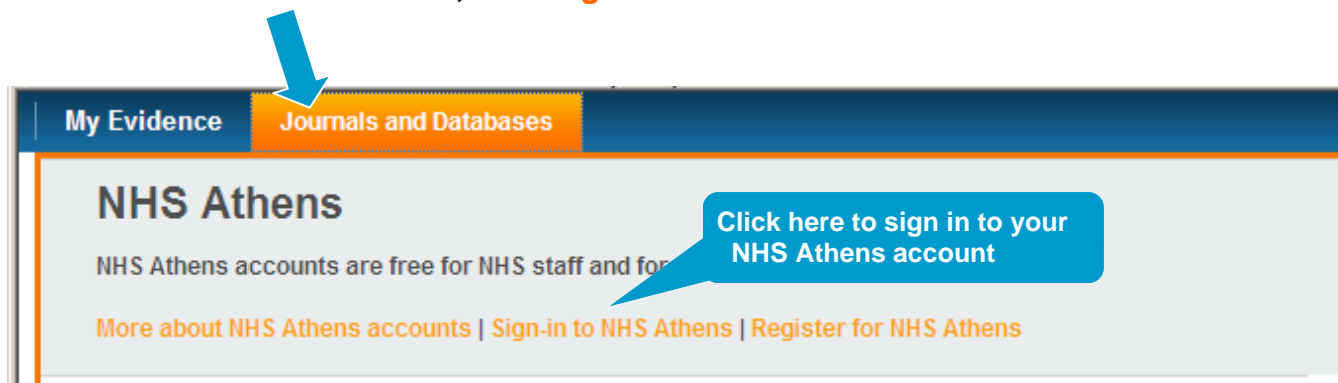 My Evidence Journals and Databases
NHS Athens
Click here to sign in to your
NHS Athens account
NHS Athens accounts are free for NHS staff and for
More about NHS Athens accounts | Sign-in to NHS Athens | Register for NHS Athens